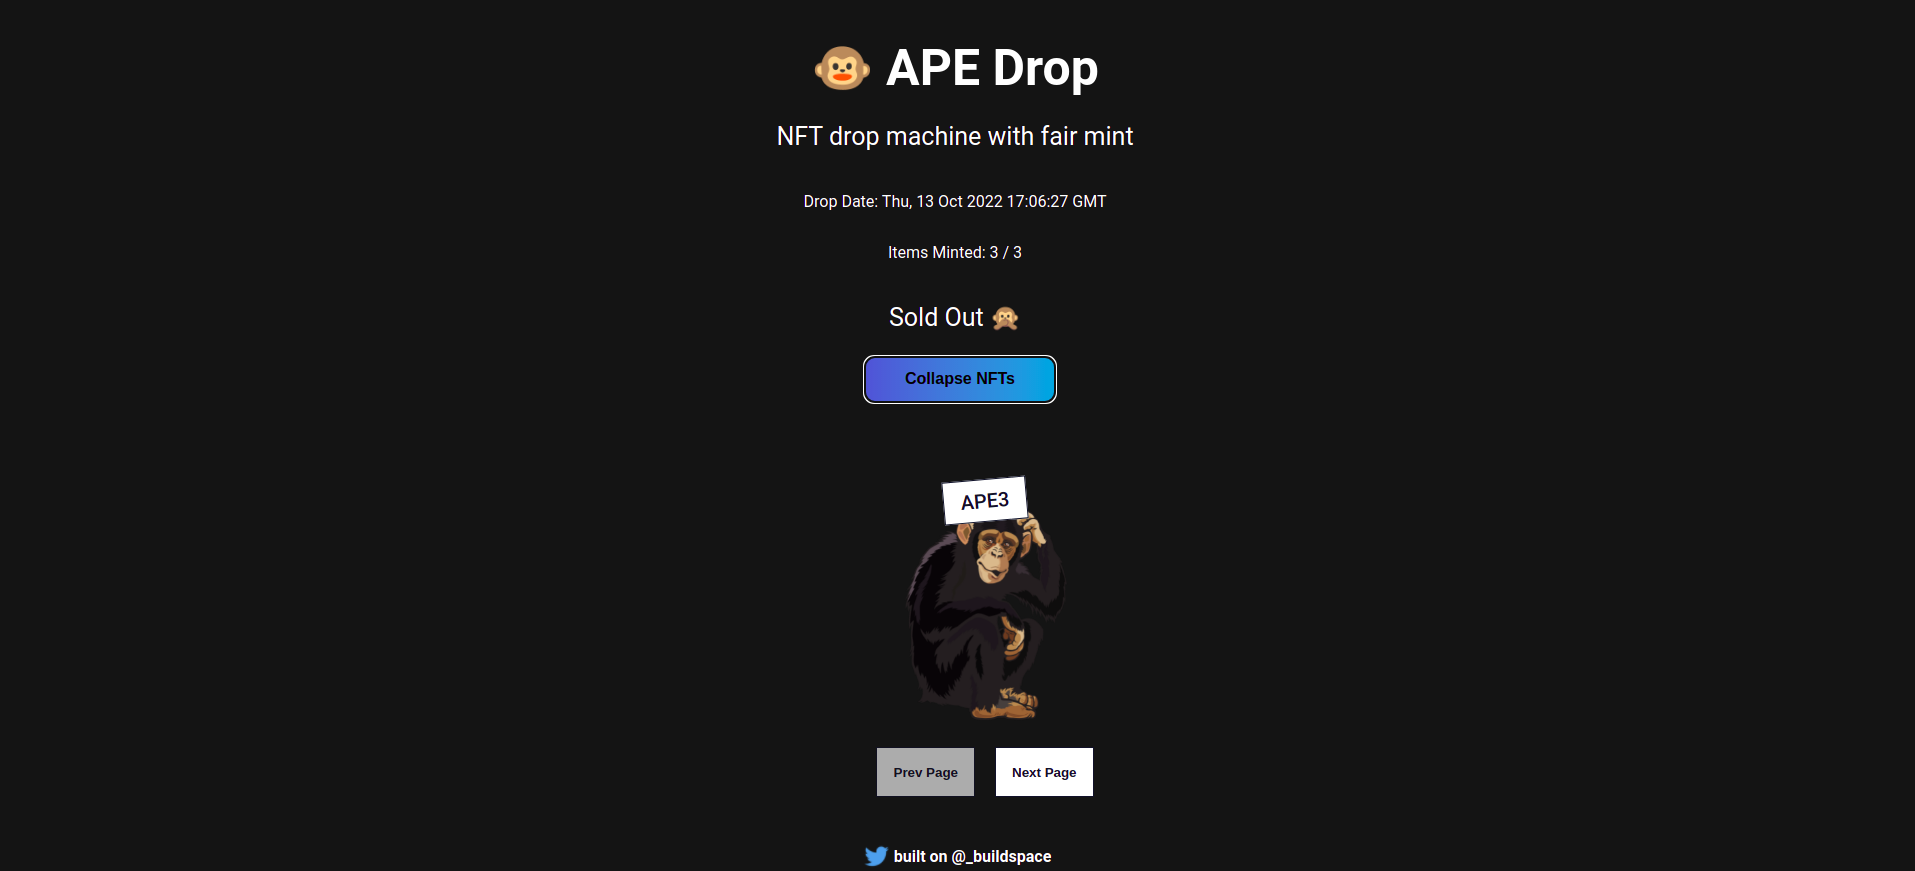 🐵 APE Drop
NFT drop machine with fair mint
Drop Date: Thu, 13 Oct 2022 17:06:27 GMT
Items Minted: 3 / 3
Sold Out 🙊
Collapse NFTs
APE3
Prev Page
Next Page
built on @_buildspace